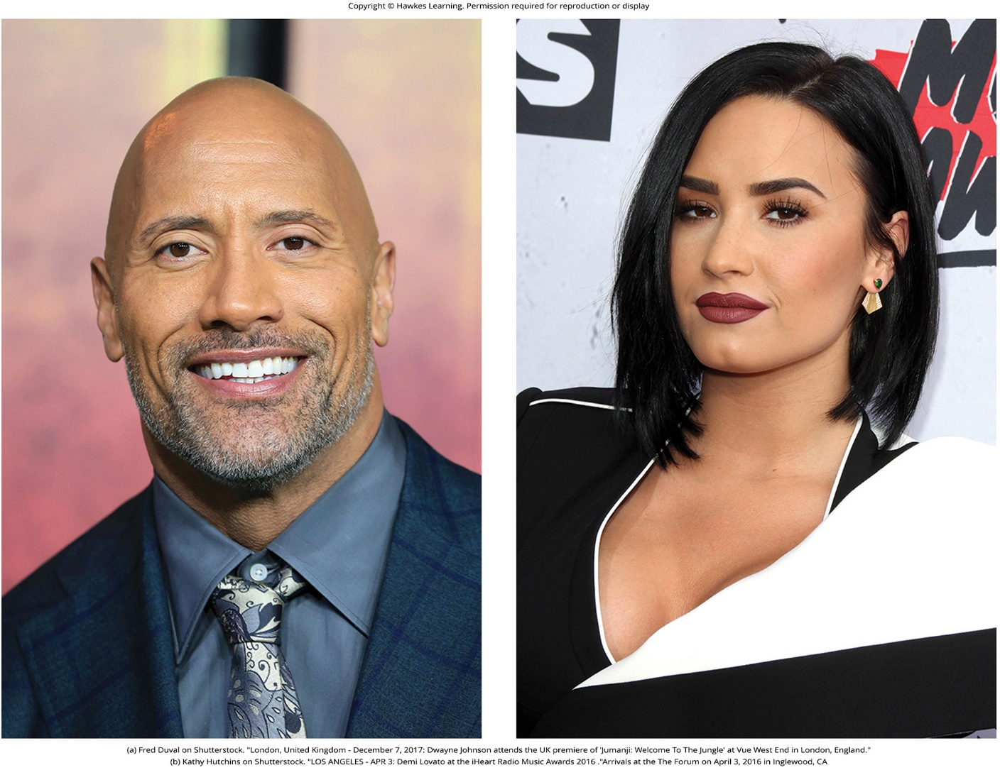 Copyright © Hawkes Learning. Permission required for reproduction or display
S
(a) Fred Duval on Shutterstock. "London, United Kingdom - December 7, 2017: Dwayne Johnson attends the UK premiere of 'Jumanji: Welcome To The Jungle' at Vue West End in London, England."
(b) Kathy Hutchins on Shutterstock. "LOS ANGELES - APR 3: Demi Lovato at the iHeart Radio Music Awards 2016 ."Arrivals at the The Forum on April 3, 2016 in Inglewood, CA